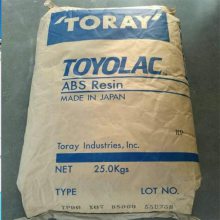 'TORAY'
TOYOLAC
ABS Resin
MADE IN JAPAN
Toray Industries, Inc.
NET 25.0Kgs
TYPE LOT NO.